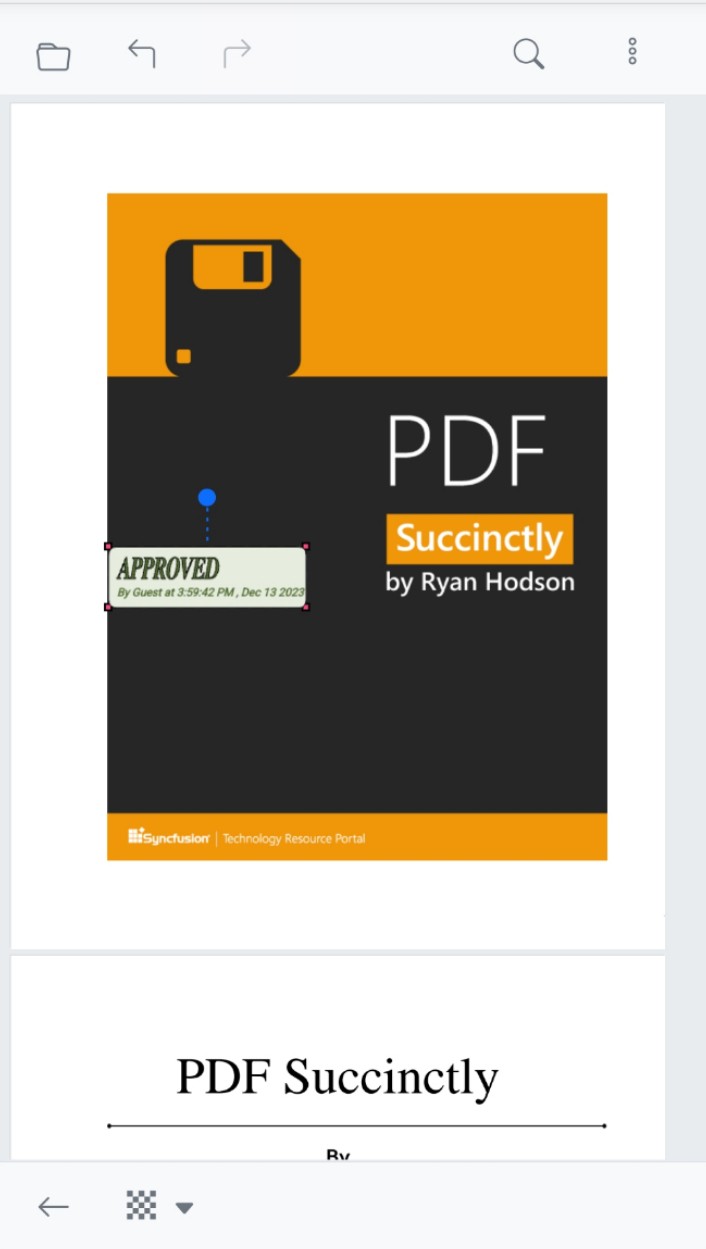 PDF
Succinctly
by Ryan Hodson
APPROVED
By Guest at 3:59:42 PM , Dec 13 2023
Syncfusion | Technology Resource Portal
PDF Succinctly
By